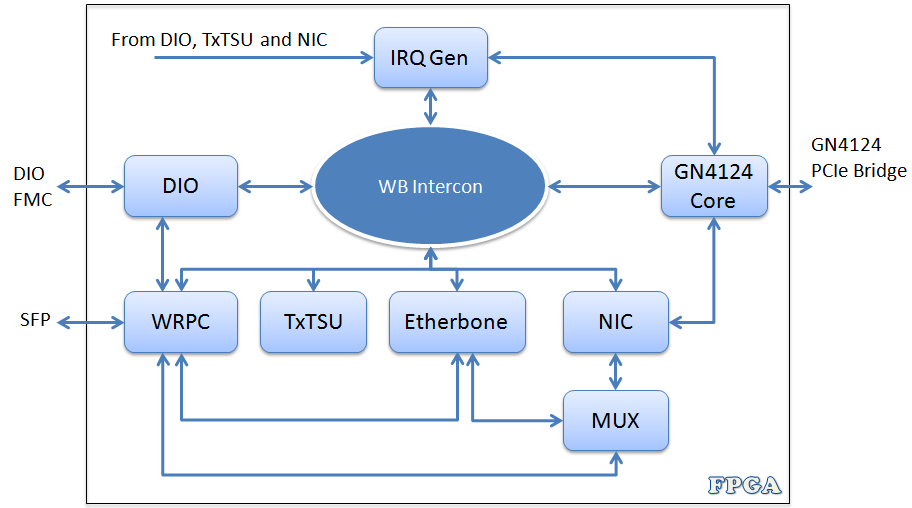 From DIO, TxTSU and NIC
IRQ Gen
GN4124
PCIe Bridge
DIO
FMC
DIO
WB Intercon
GN4124
Core
SFP
WRPC
TxTSU
Etherbone
NIC
MUX
FPGA